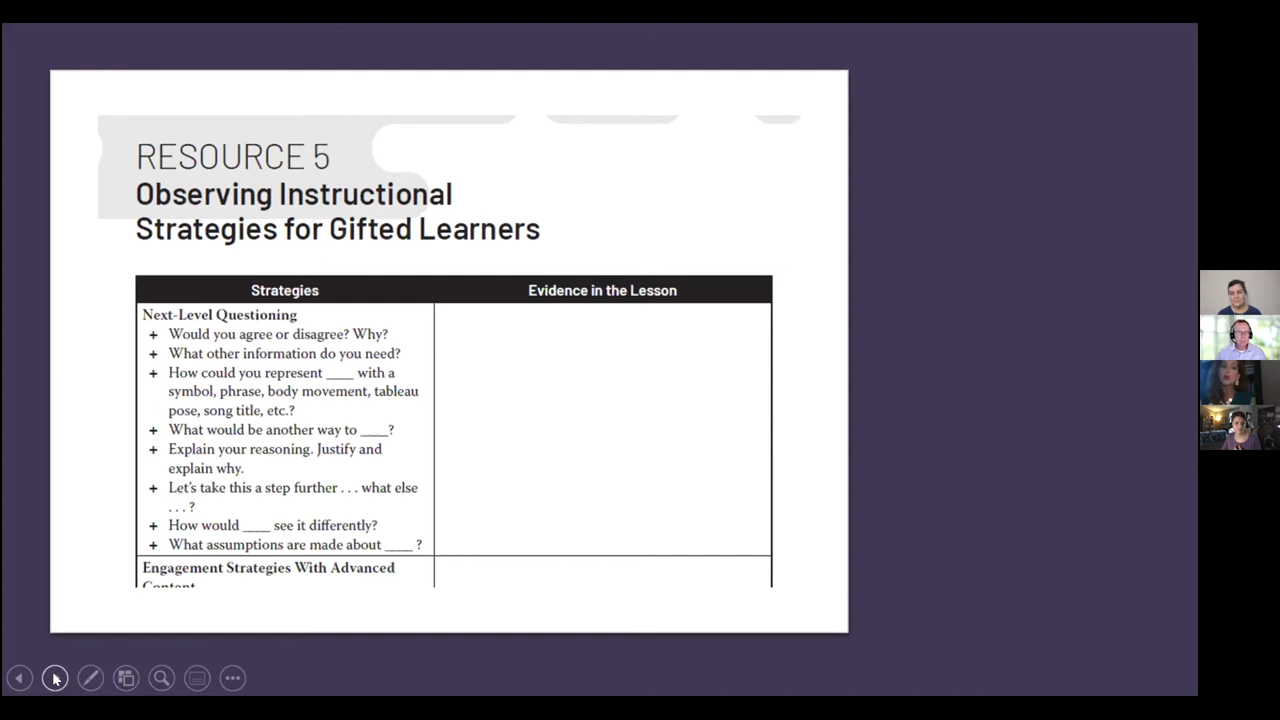 RESOURCE 5
Observing Instructional
Strategies for Gifted Learners
Strategies
Evidence in the Lesson
Next-Level Questioning
+ Would you agree or disagree? Why?
+ What other information do you need?
+ How could you represent ____ with a
symbol, phrase, body movement, tableau
pose, song title, etc.?
+ What would be another way to ____?
+ Explain your reasoning. Justify and
explain why.
+ Let’s take this a step further . . . what else
. . . ?
+ How would ____ see it differently?
+ What assumptions are made about ____ ?
Engagement Strategies With Advanced
Content